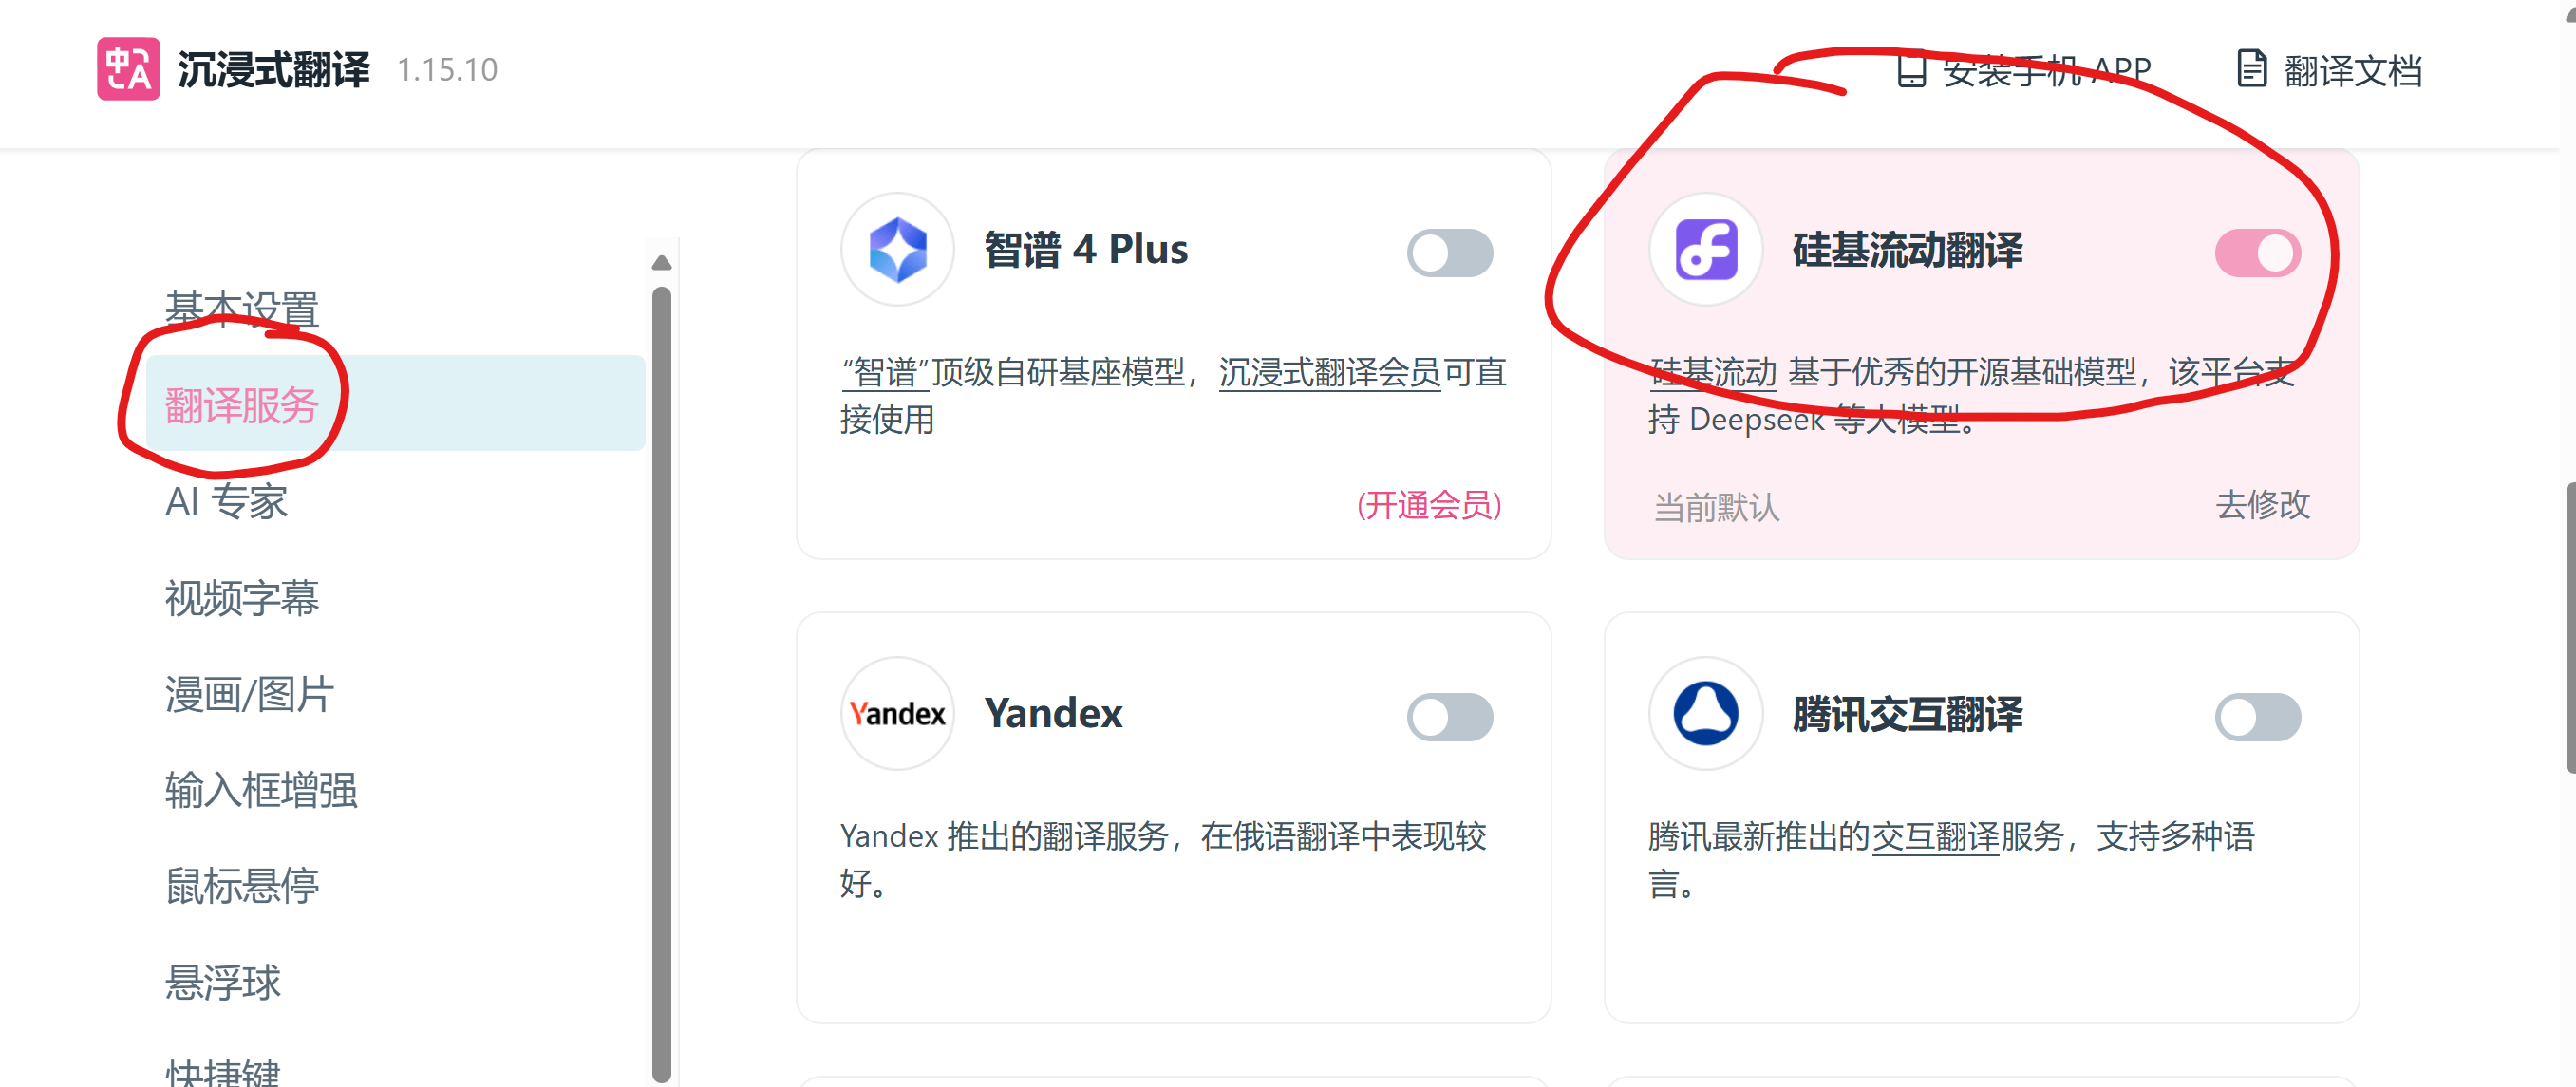 中A 沉浸式翻译 1.15.10
安装手机 APP
翻译文档
基本设置
翻译服务
AI 专家
视频字幕
漫画/图片
输入框增强
鼠标悬停
悬浮球
快捷键
智谱 4 Plus
“智谱”顶级自研基座模型，沉浸式翻译会员可直
接使用
(开通会员)
硅基流动翻译
硅基流动 基于优秀的开源基础模型，该平台支
持 Deepseek 等大模型。
当前默认
去修改
Yandex Yandex
Yandex 推出的翻译服务，在俄语翻译中表现较
好。
腾讯交互翻译
腾讯最新推出的交互翻译服务，支持多种语
言。